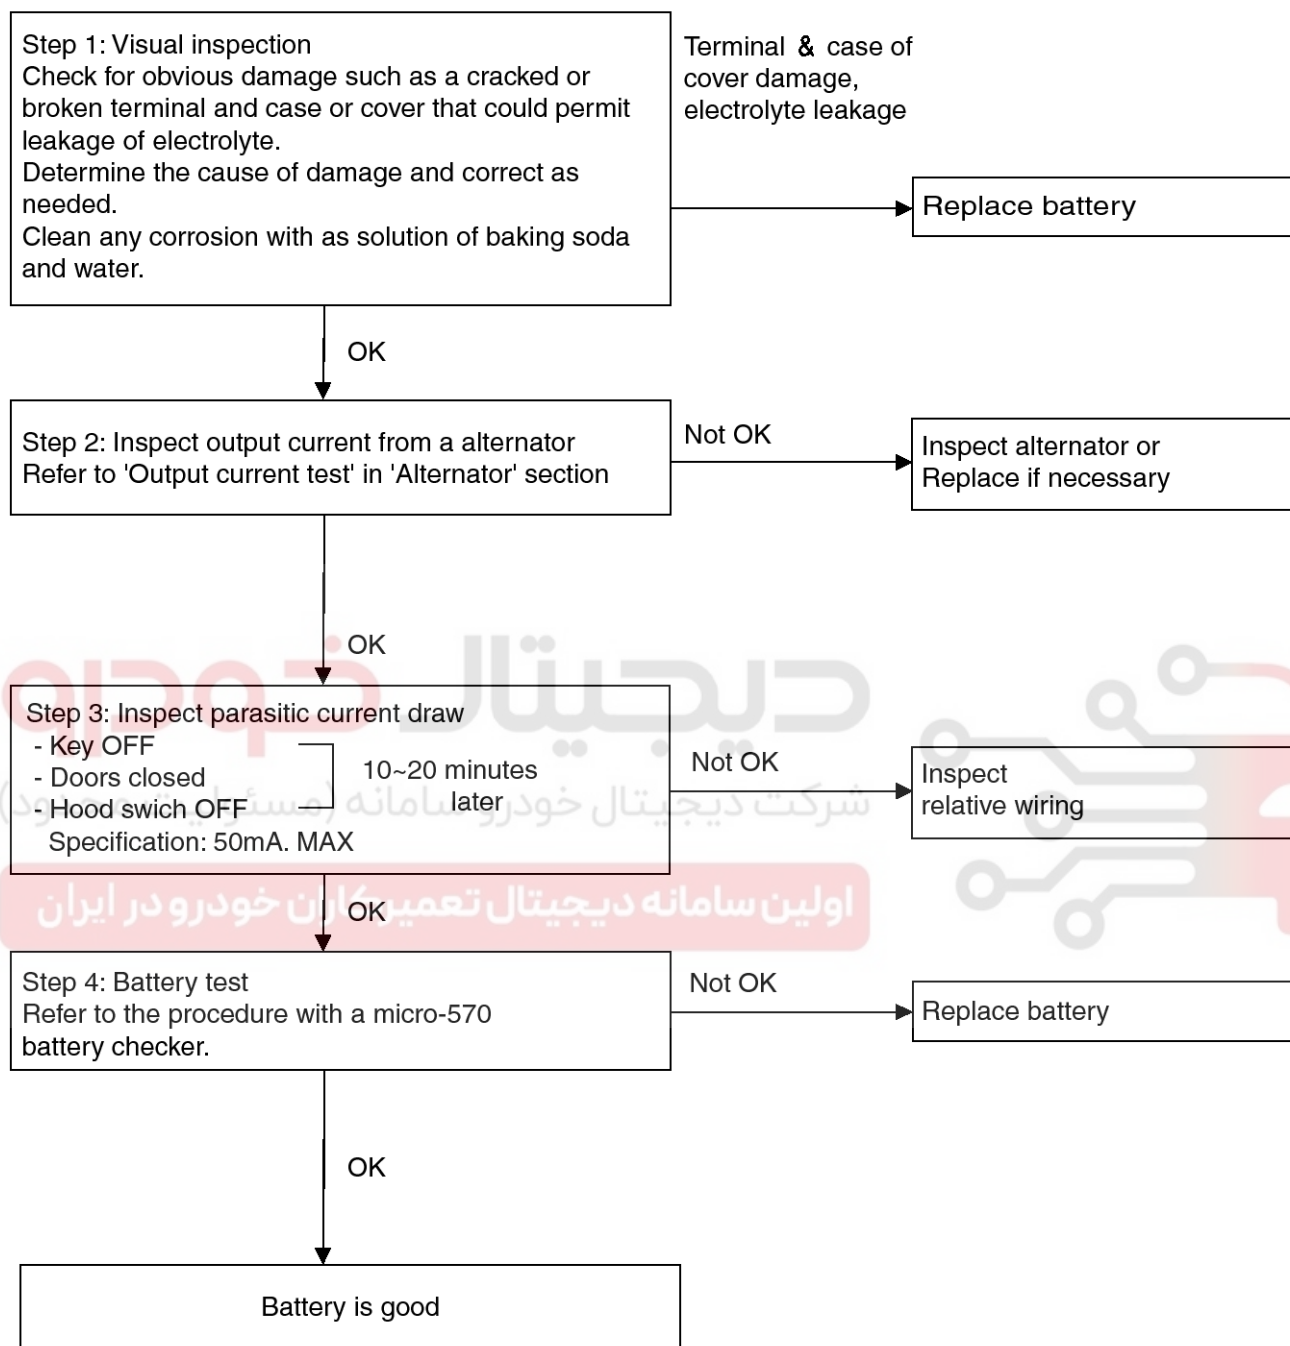 Step 1: Visual inspection
Check for obvious damage such as a cracked or
broken terminal and case or cover that could permit
leakage of electrolyte.
Determine the cause of damage and correct as
needed.
Clean any corrosion with as solution of baking soda
and water.
Terminal & case of
cover damage,
electrolyte leakage
Replace battery
OK
Step 2: Inspect output current from a alternator
Refer to 'Output current test' in 'Alternator' section
Not OK
Inspect alternator or
Replace if necessary
OK
دیجیتال خودرو
Step 3: Inspect parasitic current draw
- Key OFF
- Doors closed
- Hood swich OFF
10~20 minutes
later
Specification: 50mA. MAX
Not OK
Inspect
relative wiring
شرکت دیجیتال خودرو سامانه (مسئولیت محدود)
اولین سامانه دیجیتال تعمیرکاران خودرو در ایران
OK
Step 4: Battery test
Refer to the procedure with a micro-570
battery checker.
Not OK
Replace battery
OK
Battery is good